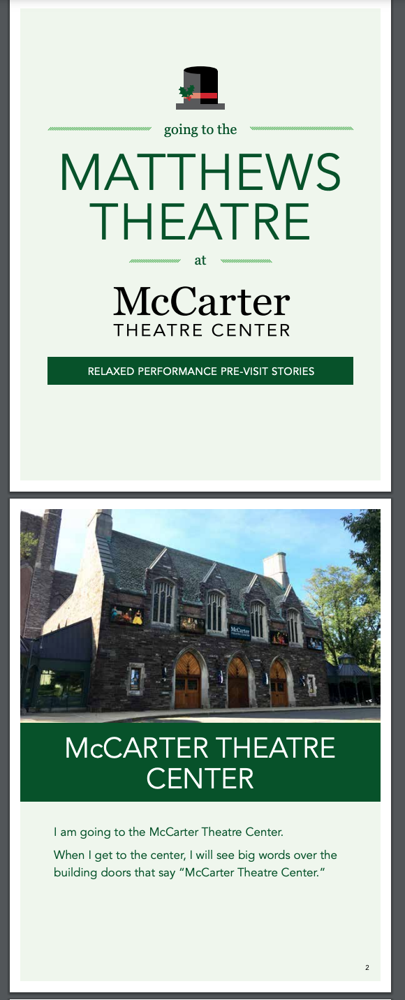 going to the
MATTHEWS
THEATRE
at
McCarter
THEATRE CENTER
RELAXED PERFORMANCE PRE-VISIT STORIES
McCarter
THEATRE CENTER
McCARTER THEATRE
CENTER
I am going to the McCarter Theatre Center.
When I get to the center, I will see big words over the
building doors that say “McCarter Theatre Center.”
2